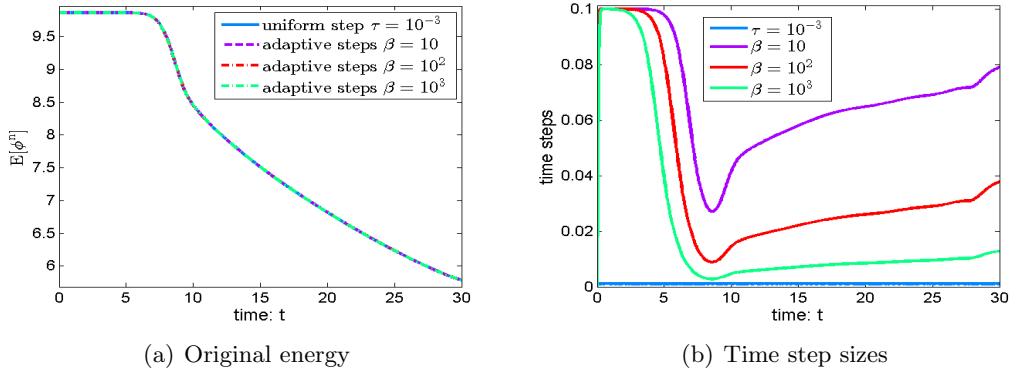 uniform step τ = 10⁻³
adaptive steps β = 10
adaptive steps β = 10²
adaptive steps β = 10³
E[ϕⁿ]
9.5
9
8.5
8
7.5
7
6.5
6
0 5 10 15 20 25 30
time: t
(a) Original energy
τ = 10⁻³
β = 10
β = 10²
β = 10³
time steps
0.1
0.08
0.06
0.04
0.02
0
0 5 10 15 20 25 30
time: t
(b) Time step sizes